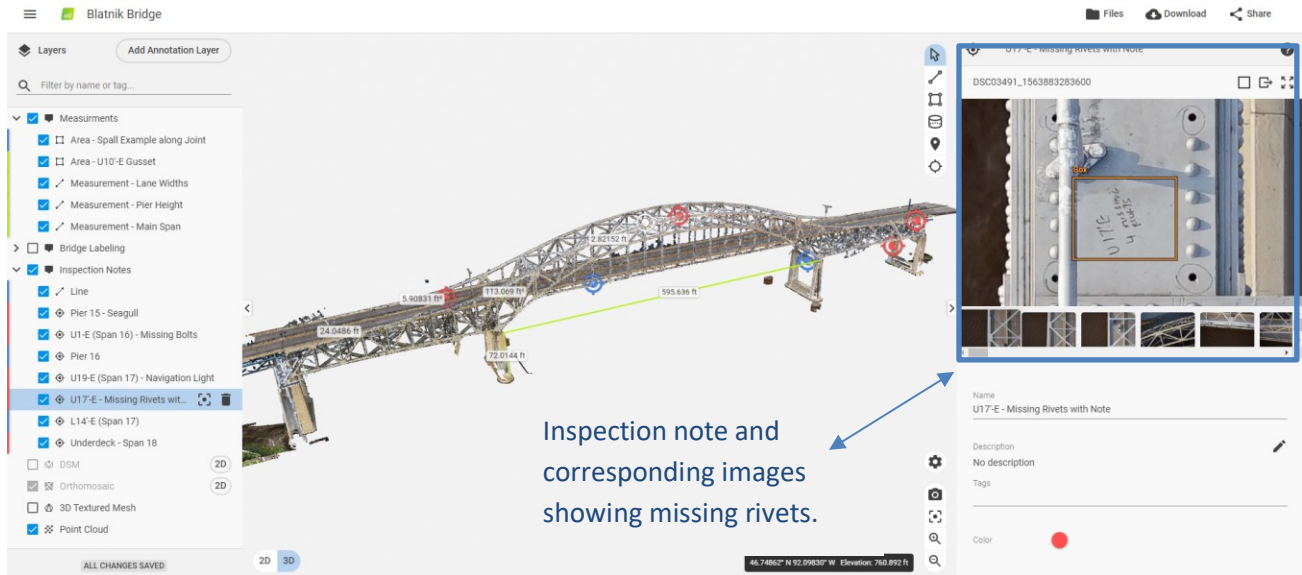 Blatnik Bridge
Files
Download
Share
Layers
Add Annotation Layer
Filter by name or tag...
Measurments
Area - Spall Example along Joint
Area - U10'-E Gusset
Measurement - Lane Widths
Measurement - Pier Height
Measurement - Main Span
Bridge Labeling
Inspection Notes
Line
Pier 15 - Seagull
U1-E (Span 16) - Missing Bolts
Pier 16
U19-E (Span 17) - Navigation Light
U17'-E - Missing Rivets wit...
L14'-E (Span 17)
Underdeck - Span 18
DSM
2D
Orthomosaic
2D
3D Textured Mesh
Point Cloud
ALL CHANGES SAVED
2D 3D
2.82152 ft
5.90831 ft²
113.069 ft²
595.636 ft
24.0486 ft
72.0144 ft
Inspection note and
corresponding images
showing missing rivets.
46.74862° N 92.09830° W Elevation: 760.892 ft
U17'-E - Missing Rivets with Note
DSC03491_1563883283600
Box
U17'E
4
Name
U17'-E - Missing Rivets with Note
Description
No description
Tags
Color